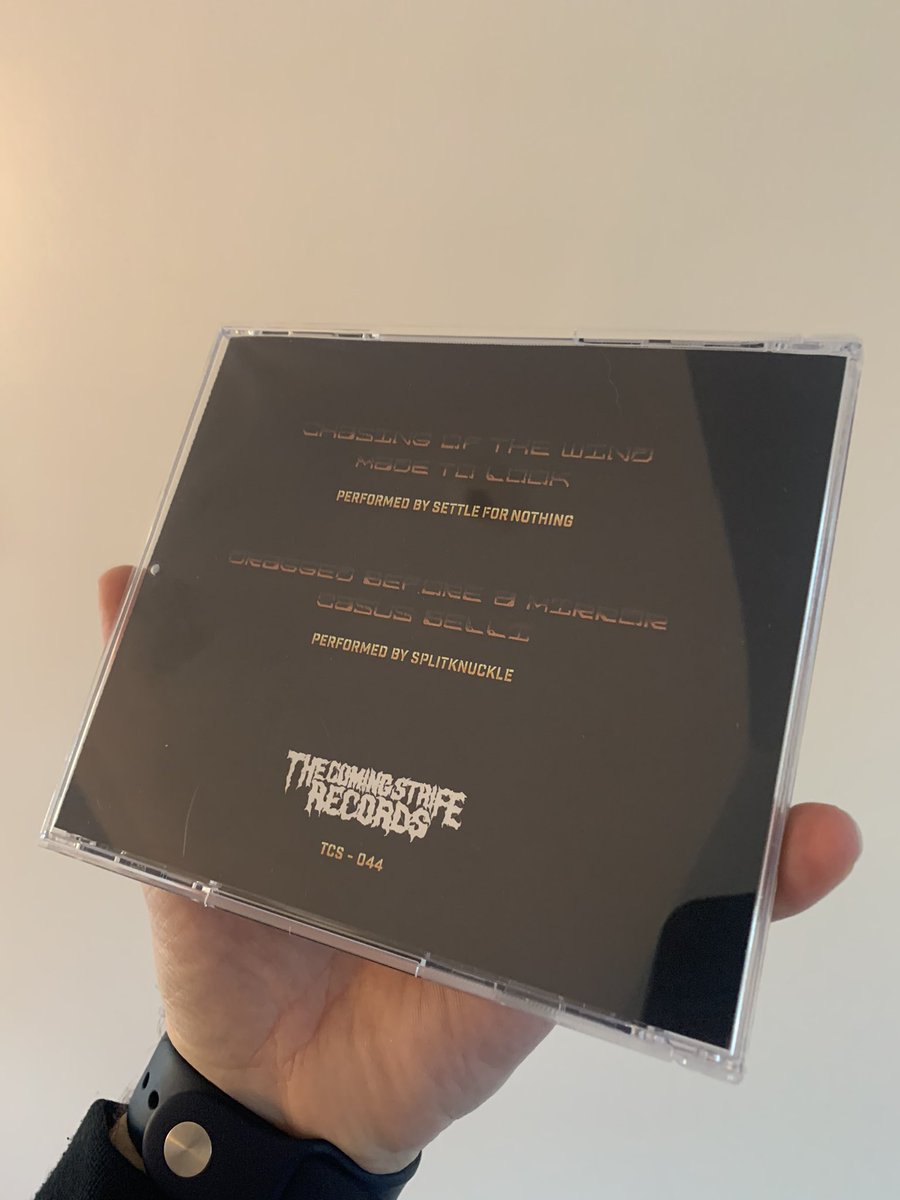 CHASING OF THE WIND
MADE TO LOOK
PERFORMED BY SETTLE FOR NOTHING
DRAGGED BEFORE A MIRROR
CASUS BELLI
PERFORMED BY SPLITKNUCKLE
THE COMING STRIFE
RECORDS
TCS - 044